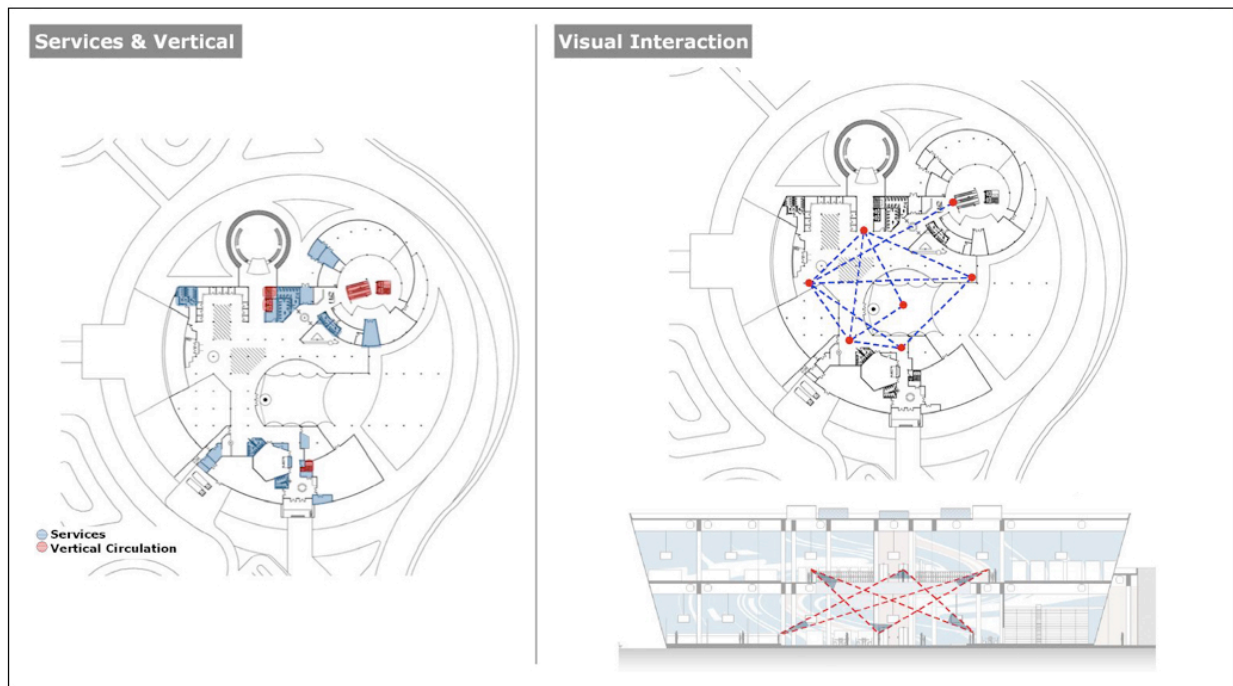 Services & Vertical
Visual Interaction
Services
Vertical Circulation